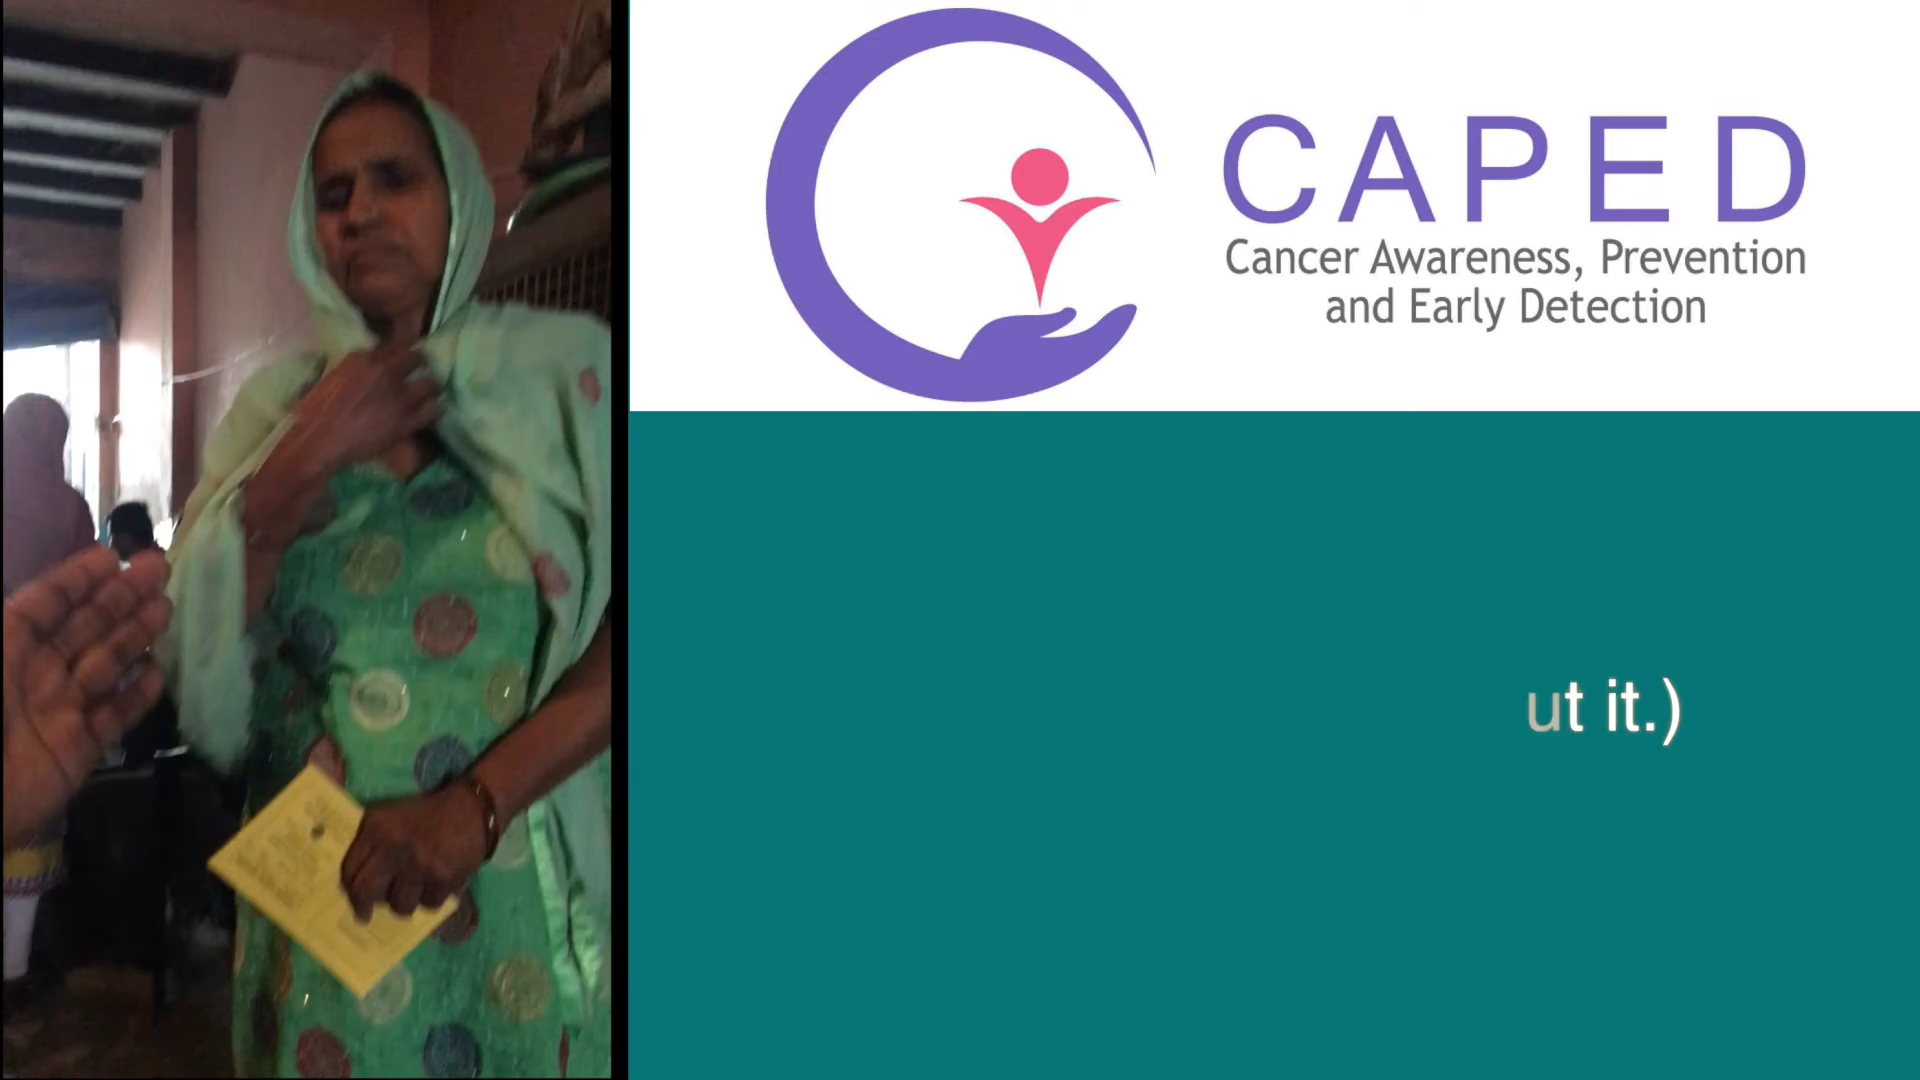 CAPED
Cancer Awareness, Prevention
and Early Detection
ut it.)